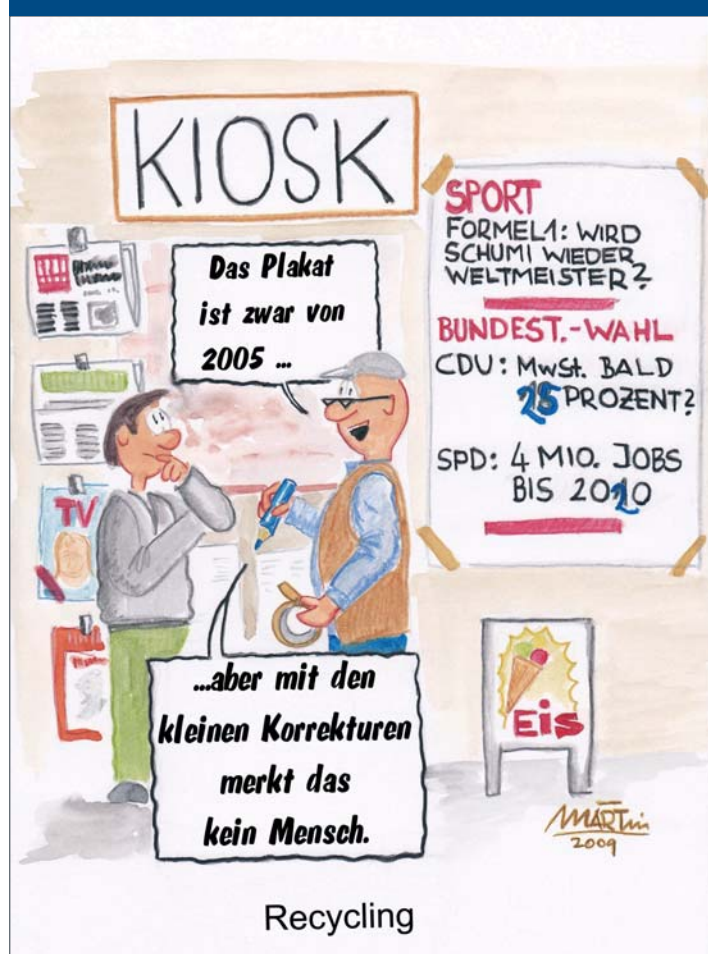 KIOSK
SPORT
FORMEL1: WIRD
SCHUMI WIEDER
WELTMEISTER?
BUNDEST.-WAHL
CDU: MwSt. BALD
25 PROZENT?
SPD: 4 MIO. JOBS
BIS 2020
Das Plakat
ist zwar von
2005 ...
TV
...aber mit den
kleinen Korrekturen
merkt das
kein Mensch.
Eis
MARTin
2009
Recycling